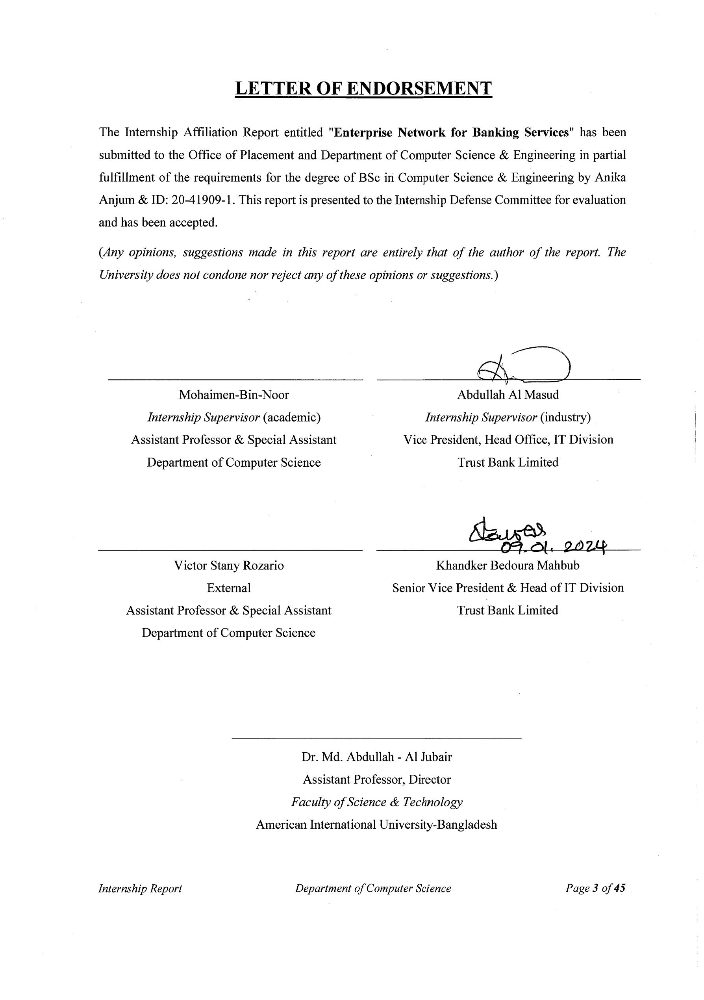 LETTER OF ENDORSEMENT
The Internship Affiliation Report entitled "Enterprise Network for Banking Services" has been
submitted to the Office of Placement and Department of Computer Science & Engineering in partial
fulfillment of the requirements for the degree of BSc in Computer Science & Engineering by Anika
Anjum & ID: 20-41909-1. This report is presented to the Internship Defense Committee for evaluation
and has been accepted.
(Any opinions, suggestions made in this report are entirely that of the author of the report. The
University does not condone nor reject any of these opinions or suggestions.)
Mohaimen-Bin-Noor
Internship Supervisor (academic)
Assistant Professor & Special Assistant
Department of Computer Science
Abdullah Al Masud
Internship Supervisor (industry)
Vice President, Head Office, IT Division
Trust Bank Limited
Victor Stany Rozario
External
Assistant Professor & Special Assistant
Department of Computer Science
09.01.2024
Khandker Bedoura Mahbub
Senior Vice President & Head of IT Division
Trust Bank Limited
Dr. Md. Abdullah - Al Jubair
Assistant Professor, Director
Faculty of Science & Technology
American International University-Bangladesh
Internship Report Department of Computer Science Page 3 of 45